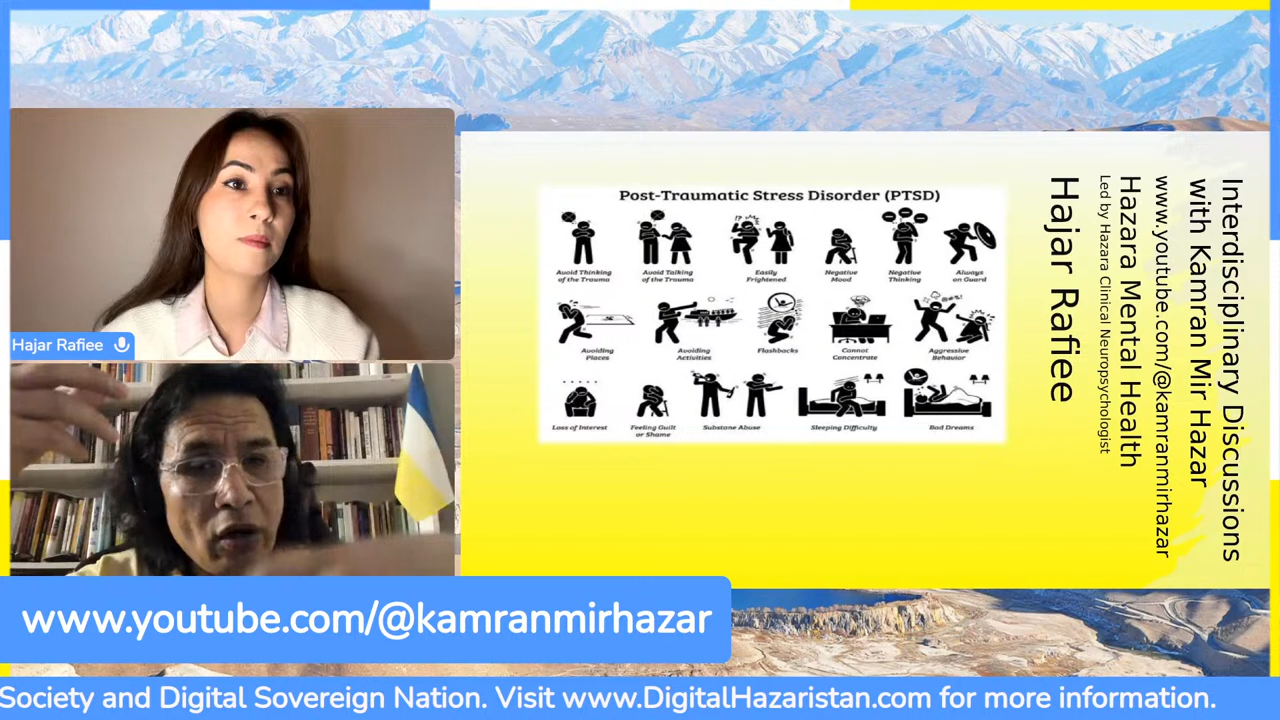 Hajar Rafiee
Post-Traumatic Stress Disorder (PTSD)
Avoid Thinking
of the Trauma
Avoid Talking
of the Trauma
Easily
Frightened
Negative
Mood
Negative
Thinking
Always
on Guard
Avoiding
Places
Avoiding
Activities
Flashbacks
Cannot
Concentrate
Aggressive
Behavior
Loss of Interest
Feeling Guilt
or Shame
Substane Abuse
Sleeping Difficulty
Bad Dreams
Interdisciplinary Discussions
with Kamran Mir Hazar
www.youtube.com/@kamranmirhazar
Hazara Mental Health
Led by Hazara Clinical Neuropsychologist
Hajar Rafiee
www.youtube.com/@kamranmirhazar
Society and Digital Sovereign Nation. Visit www.DigitalHazaristan.com for more information.